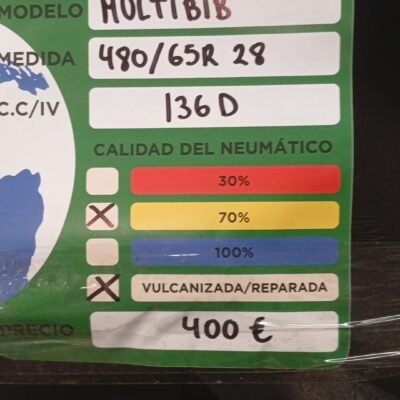 MODELO MULTIBIB
MEDIDA 480/65R 28
C.C/IV 136 D
CALIDAD DEL NEUMÁTICO
30%
70%
100%
VULCANIZADA/REPARADA
PRECIO 400 €